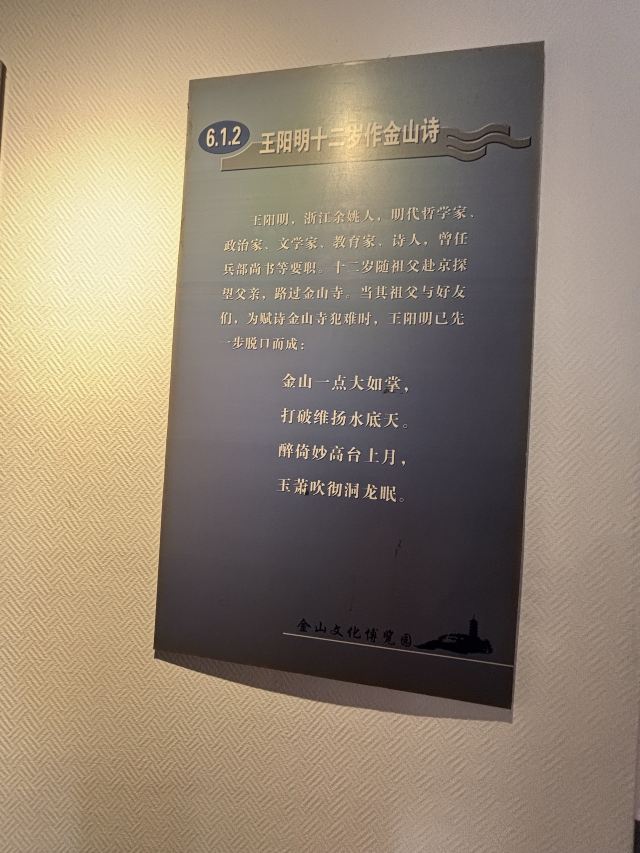 6.1.2 王阳明十二岁作金山诗
王阳明，浙江余姚人，明代哲学家、
政治家、文学家、教育家、诗人，曾任
兵部尚书等要职。十二岁随祖父赴京探
望父亲，路过金山寺。当其祖父与好友
们，为赋诗金山寺犯难时，王阳明已先
一步脱口而成：
金山一点大如掌，
打破维扬水底天。
醉倚妙高台上月，
玉萧吹彻洞龙眠。
金山文化博览园